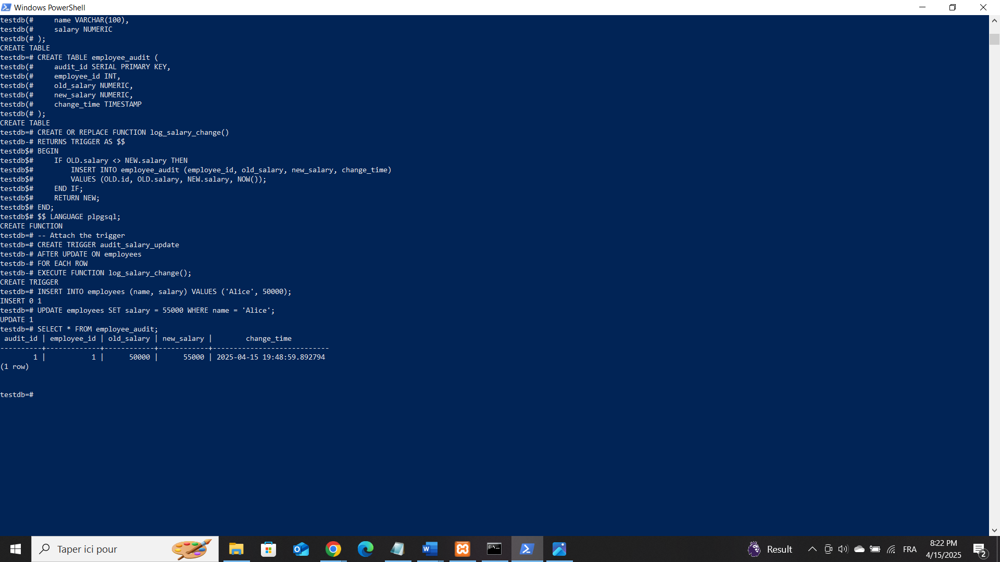 Windows PowerShell
testdb(#     name VARCHAR(100),
testdb(#     salary NUMERIC
testdb(# );
CREATE TABLE
testdb=# CREATE TABLE employee_audit (
testdb(#     audit_id SERIAL PRIMARY KEY,
testdb(#     employee_id INT,
testdb(#     old_salary NUMERIC,
testdb(#     new_salary NUMERIC,
testdb(#     change_time TIMESTAMP
testdb(# );
CREATE TABLE
testdb=# CREATE OR REPLACE FUNCTION log_salary_change()
testdb-# RETURNS TRIGGER AS $$
testdb$# BEGIN
testdb$#     IF OLD.salary <> NEW.salary THEN
testdb$#         INSERT INTO employee_audit (employee_id, old_salary, new_salary, change_time)
testdb$#         VALUES (OLD.id, OLD.salary, NEW.salary, NOW());
testdb$#     END IF;
testdb$#     RETURN NEW;
testdb$# END;
testdb$# $$ LANGUAGE plpgsql;
CREATE FUNCTION
testdb=# -- Attach the trigger
testdb=# CREATE TRIGGER audit_salary_update
testdb-# AFTER UPDATE ON employees
testdb-# FOR EACH ROW
testdb-# EXECUTE FUNCTION log_salary_change();
CREATE TRIGGER
testdb=# INSERT INTO employees (name, salary) VALUES ('Alice', 50000);
INSERT 0 1
testdb=# UPDATE employees SET salary = 55000 WHERE name = 'Alice';
UPDATE 1
testdb=# SELECT * FROM employee_audit;
 audit_id | employee_id | old_salary | new_salary |        change_time
----------+-------------+------------+------------+----------------------------
        1 |           1 |      50000 |      55000 | 2025-04-15 19:48:59.892794
(1 row)
testdb=#
Taper ici pour
Result
FRA
8:22 PM
4/15/2025
2